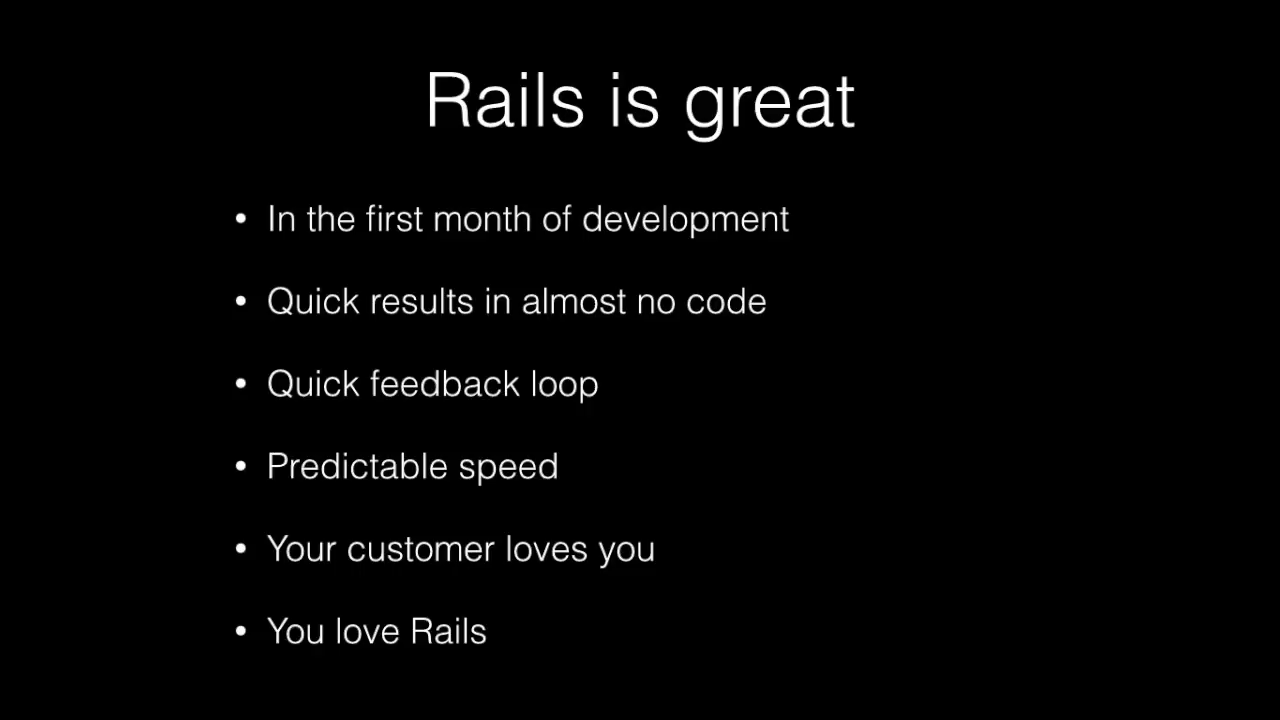 Rails is great
• In the first month of development
• Quick results in almost no code
• Quick feedback loop
• Predictable speed
• Your customer loves you
• You love Rails